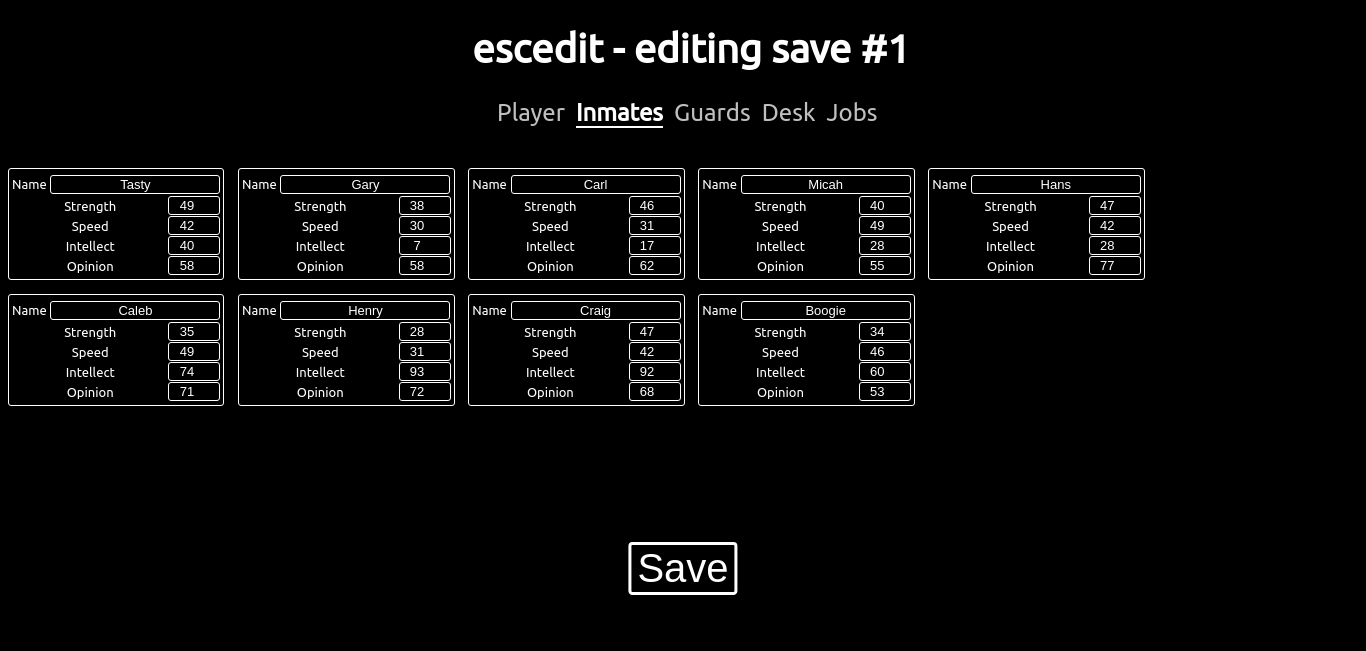 escedit - editing save #1
Player Inmates Guards Desk Jobs
Name Tasty
Strength 49
Speed 42
Intellect 40
Opinion 58
Name Gary
Strength 38
Speed 30
Intellect 7
Opinion 58
Name Carl
Strength 46
Speed 31
Intellect 17
Opinion 62
Name Micah
Strength 40
Speed 49
Intellect 28
Opinion 55
Name Hans
Strength 47
Speed 42
Intellect 28
Opinion 77
Name Caleb
Strength 35
Speed 49
Intellect 74
Opinion 71
Name Henry
Strength 28
Speed 31
Intellect 93
Opinion 72
Name Craig
Strength 47
Speed 42
Intellect 92
Opinion 68
Name Boogie
Strength 34
Speed 46
Intellect 60
Opinion 53
Save